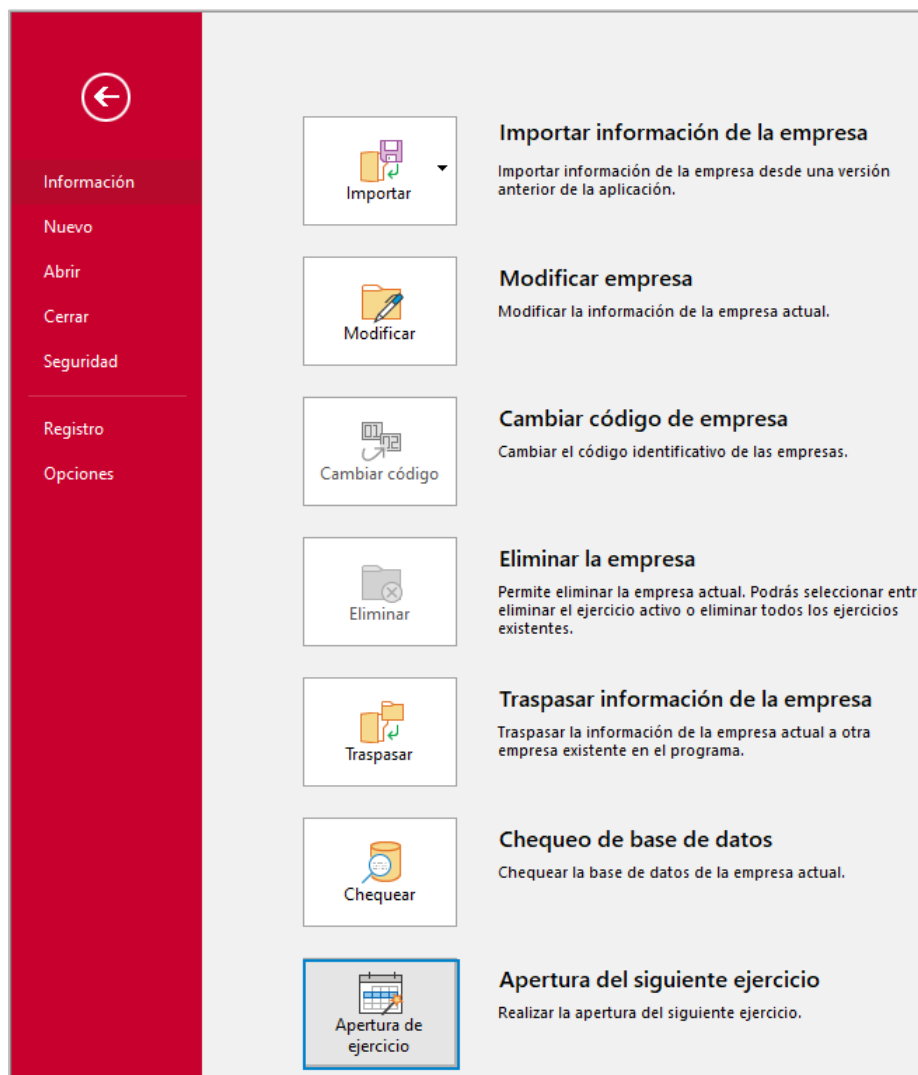 Información
Nuevo
Abrir
Cerrar
Seguridad
Registro
Opciones
Importar
Importar información de la empresa
Importar información de la empresa desde una versión
anterior de la aplicación.
Modificar
Modificar empresa
Modificar la información de la empresa actual.
01
02
Cambiar código
Cambiar código de empresa
Cambiar el código identificativo de las empresas.
Eliminar
Eliminar la empresa
Permite eliminar la empresa actual. Podrás seleccionar entr
eliminar el ejercicio activo o eliminar todos los ejercicios
existentes.
Traspasar
Traspasar información de la empresa
Traspasar la información de la empresa actual a otra
empresa existente en el programa.
Chequear
Chequeo de base de datos
Chequear la base de datos de la empresa actual.
Apertura de
ejercicio
Apertura del siguiente ejercicio
Realizar la apertura del siguiente ejercicio.